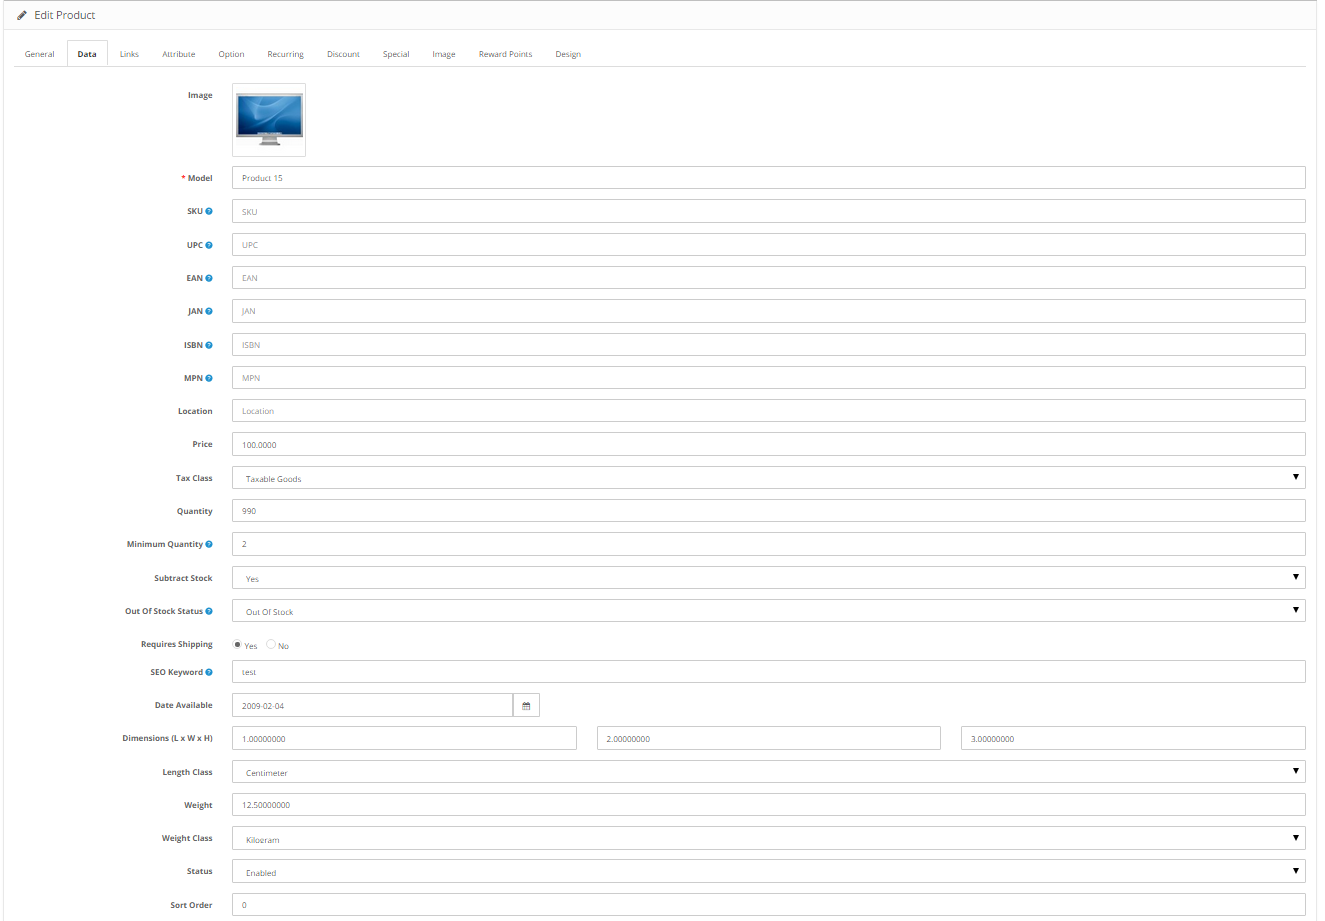 Edit Product
General Data Links Attribute Option Recurring Discount Special Image Reward Points Design
Image
* Model Product 15
SKU SKU
UPC UPC
EAN EAN
JAN JAN
ISBN ISBN
MPN MPN
Location Location
Price 100.0000
Tax Class Taxable Goods
Quantity 990
Minimum Quantity 2
Subtract Stock Yes
Out Of Stock Status Out Of Stock
Requires Shipping Yes No
SEO Keyword test
Date Available 2009-02-04
Dimensions (L x W x H) 1.00000000 2.00000000 3.00000000
Length Class Centimeter
Weight 12.50000000
Weight Class Kilogram
Status Enabled
Sort Order 0